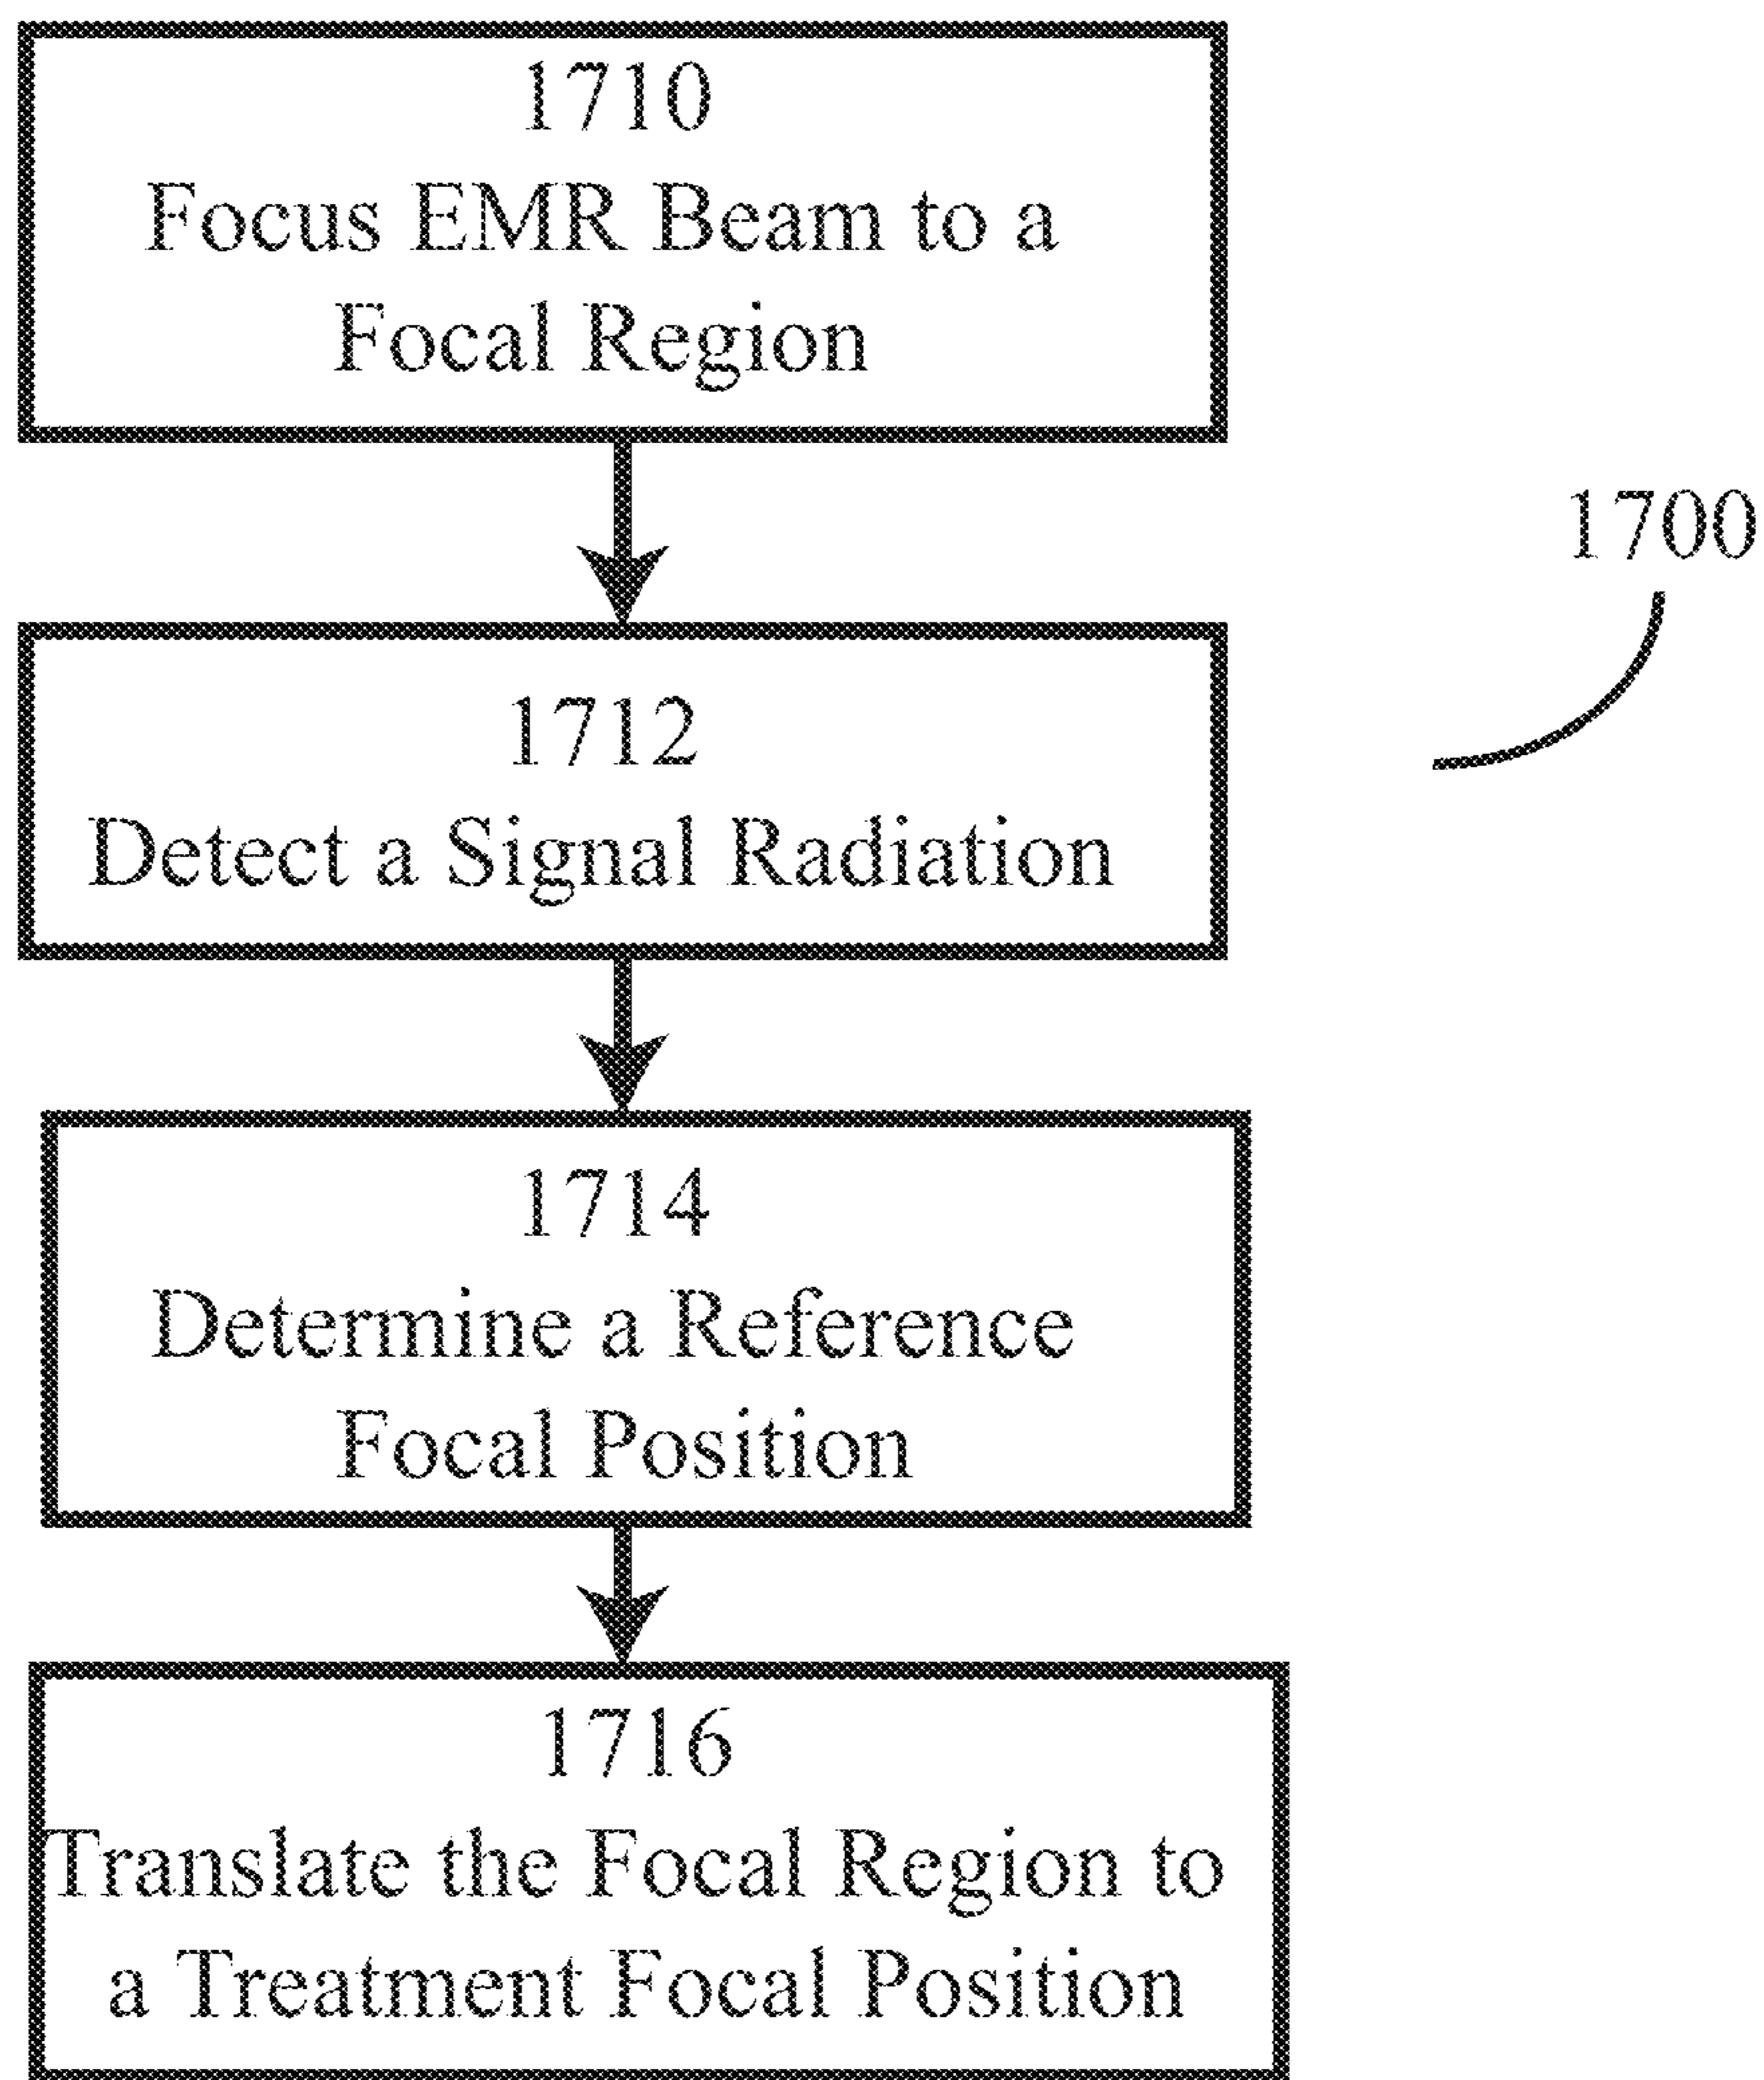 1710
Focus EMR Beam to a
Focal Region
1700
1712
Detect a Signal Radiation
1714
Determine a Reference
Focal Position
1716
Translate the Focal Region to
a Treatment Focal Position